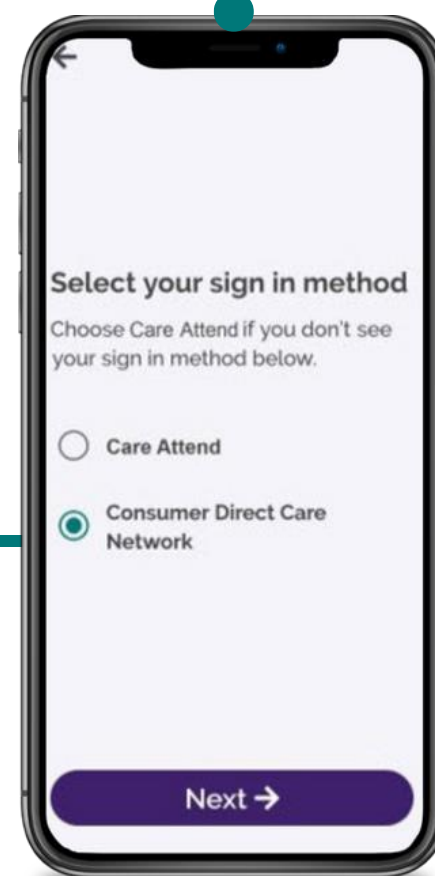 Select your sign in method
Choose Care Attend if you don't see
your sign in method below.
Care Attend
Consumer Direct Care
Network
Next →